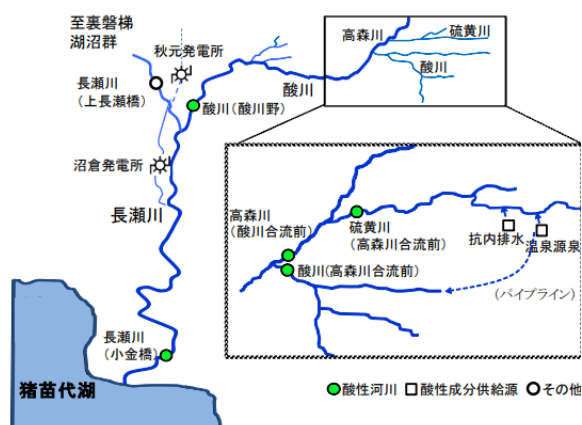 至裏磐梯
湖沼群
秋元発電所
長瀬川
(上長瀬橋)
酸川(酸川野)
酸川
高森川
硫黄川
酸川
沼倉発電所
長瀬川
高森川
(酸川合流前)
硫黄川
(高森川合流前)
抗内排水
温泉源泉
酸川(高森川合流前)
(パイプライン)
長瀬川
(小金橋)
猪苗代湖
酸性河川
酸性成分供給源
その他